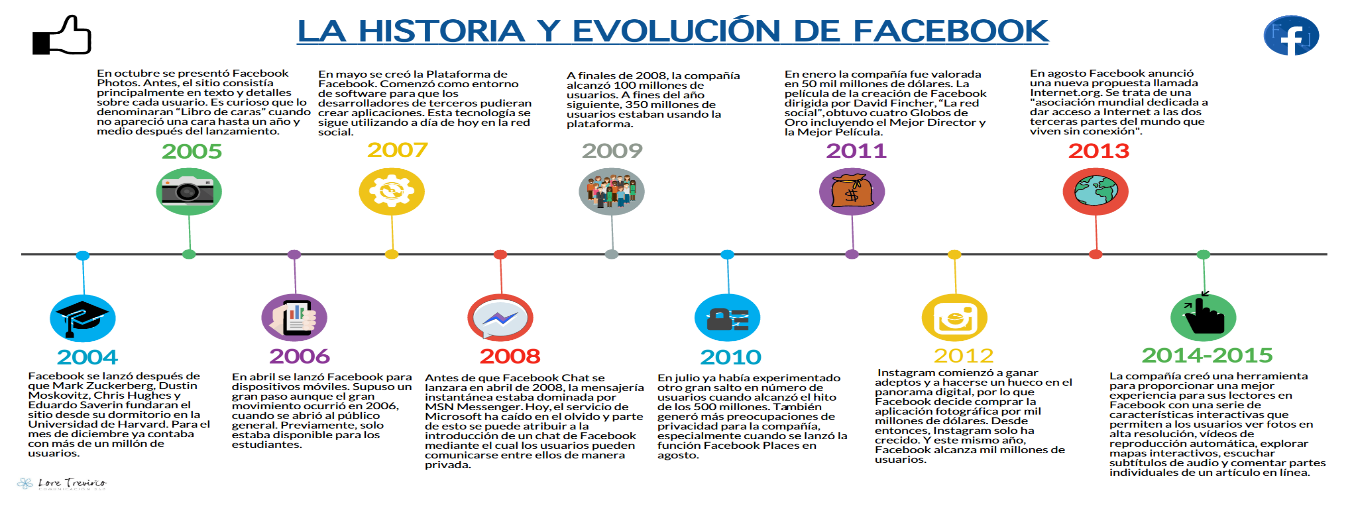 LA HISTORIA Y EVOLUCIÓN DE FACEBOOK
En octubre se presentó Facebook
Photos. Antes, el sitio consistía
principalmente en texto y detalles
sobre cada usuario. Es curioso que lo
denominaran "Libro de caras" cuando
no apareció una cara hasta un año y
medio después del lanzamiento.
2005
En mayo se creó la Plataforma de
Facebook. Comenzó como entorno
de software para que los
desarrolladores de terceros pudieran
crear aplicaciones. Esta tecnología se
sigue utilizando a día de hoy en la red
social.
2007
A finales de 2008, la compañía
alcanzó 100 millones de
usuarios. A fines del año
siguiente, 350 millones de
usuarios estaban usando la
plataforma.
2009
En enero la compañía fue valorada
en 50 mil millones de dólares. La
película de la creación de Facebook
dirigida por David Fincher, "La red
social",obtuvo cuatro Globos de
Oro incluyendo el Mejor Director y
la Mejor Película.
2011
En agosto Facebook anunció
una nueva propuesta llamada
Internet.org. Se trata de una
"asociación mundial dedicada a
dar acceso a Internet a las dos
terceras partes del mundo que
viven sin conexión".
2013
2004
Facebook se lanzó después de
que Mark Zuckerberg, Dustin
Moskovitz, Chris Hughes y
Eduardo Saverin fundaran el
sitio desde su dormitorio en la
Universidad de Harvard. Para el
mes de diciembre ya contaba
con más de un millón de
usuarios.
2006
En abril se lanzó Facebook para
dispositivos móviles. Supuso un
gran paso aunque el gran
movimiento ocurrió en 2006,
cuando se abrió al público
general. Previamente, solo
estaba disponible para los
estudiantes.
2008
Antes de que Facebook Chat se
lanzara en abril de 2008, la mensajería
instantánea estaba dominada por
MSN Messenger. Hoy, el servicio de
Microsoft ha caído en el olvido y parte
de esto se puede atribuir a la
introducción de un chat de Facebook
mediante el cual los usuarios pueden
comunicarse entre ellos de manera
privada.
2010
En julio ya había experimentado
otro gran salto en número de
usuarios cuando alcanzó el hito
de los 500 millones. También
generó más preocupaciones de
privacidad para la compañía,
especialmente cuando se lanzó la
función Facebook Places en
agosto.
2012
Instagram comienzó a ganar
adeptos y a hacerse un hueco en el
panorama digital, por lo que
Facebook decide comprar la
aplicación fotográfica por mil
millones de dólares. Desde
entonces, Instagram solo ha
crecido. Y este mismo año,
Facebook alcanza mil millones de
usuarios.
2014-2015
La compañía creó una herramienta
para proporcionar una mejor
experiencia para sus lectores en
Facebook con una serie de
características interactivas que
permiten a los usuarios ver fotos en
alta resolución, vídeos de
reproducción automática, explorar
mapas interactivos, escuchar
subtítulos de audio y comentar partes
individuales de un artículo en línea.
Lore Treviño